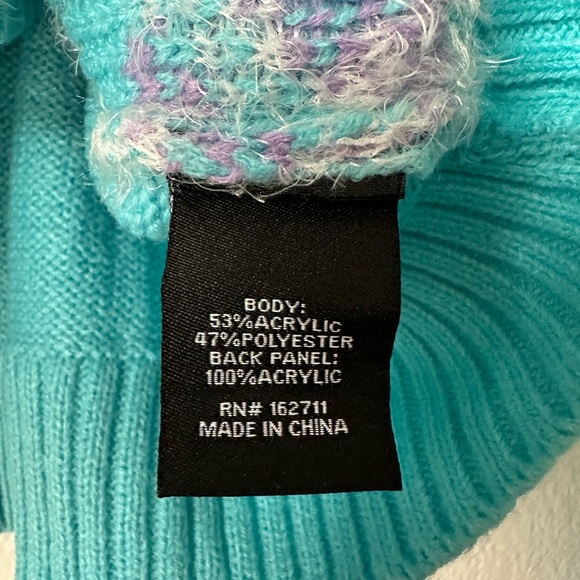 BODY:
53%ACRYLIC
47%POLYESTER
BACK PANEL:
100%ACRYLIC
RN# 162711
MADE IN CHINA